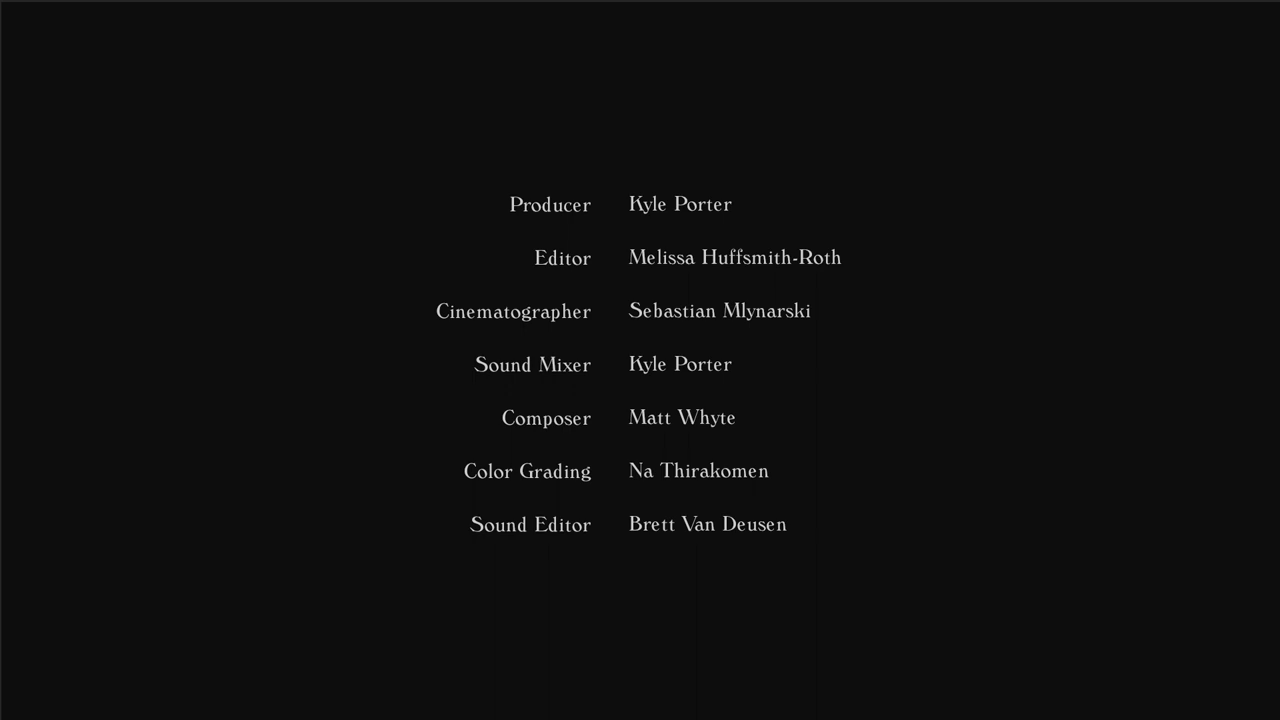 Producer Kyle Porter
Editor Melissa Huffsmith-Roth
Cinematographer Sebastian Mlynarski
Sound Mixer Kyle Porter
Composer Matt Whyte
Color Grading Na Thirakomen
Sound Editor Brett Van Deusen